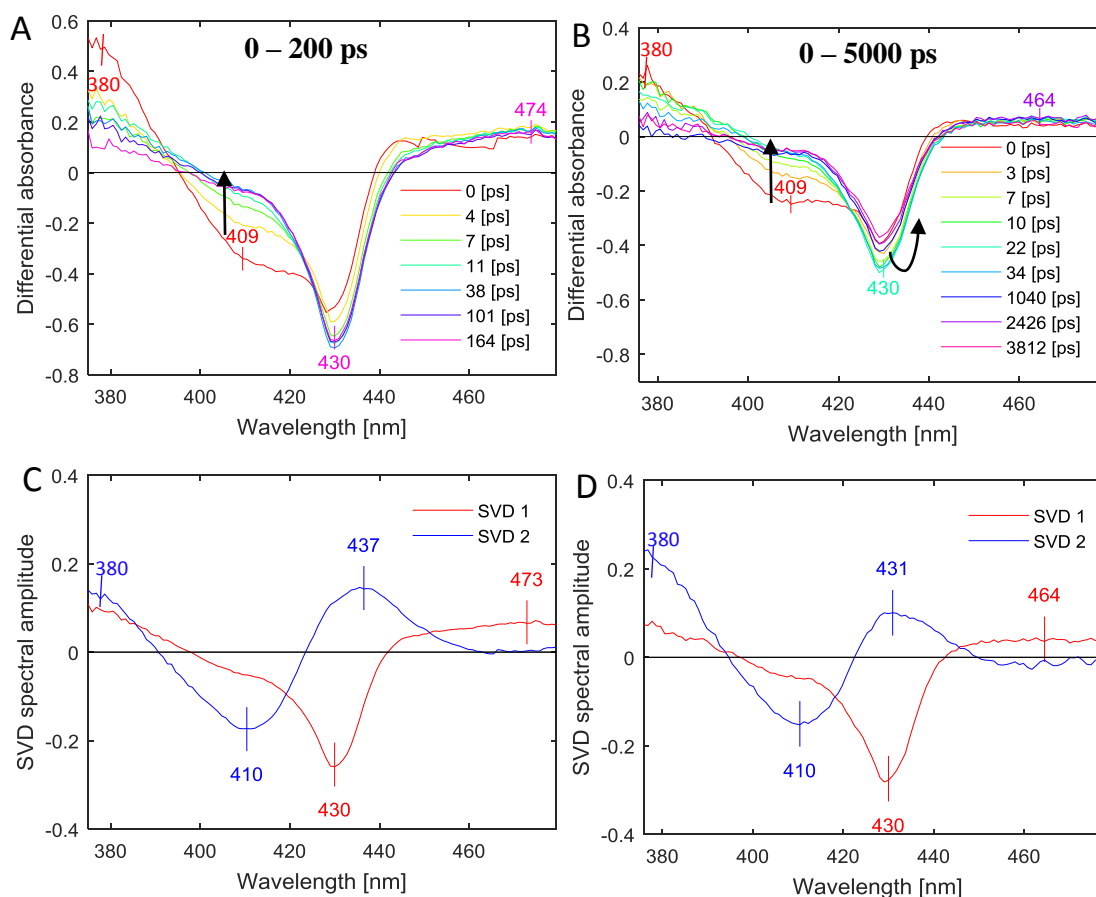 A
0 – 200 ps
0.6
0.4
0.2
0
-0.2
-0.4
-0.6
-0.8
380
409
430
474
0 [ps]
4 [ps]
7 [ps]
11 [ps]
38 [ps]
101 [ps]
164 [ps]
380
400
420
440
460
Differential absorbance
Wavelength [nm]
B
0 – 5000 ps
0.4
0.2
0
-0.2
-0.4
-0.6
-0.8
380
409
430
464
0 [ps]
3 [ps]
7 [ps]
10 [ps]
22 [ps]
34 [ps]
1040 [ps]
2426 [ps]
3812 [ps]
380
400
420
440
460
Differential absorbance
Wavelength [nm]
C
0.4
0.2
0
-0.2
-0.4
SVD 1
SVD 2
380
410
437
430
473
380
400
420
440
460
SVD spectral amplitude
Wavelength [nm]
D
0.4
0.2
0
-0.2
-0.4
SVD 1
SVD 2
380
410
431
430
464
380
400
420
440
460
SVD spectral amplitude
Wavelength [nm]